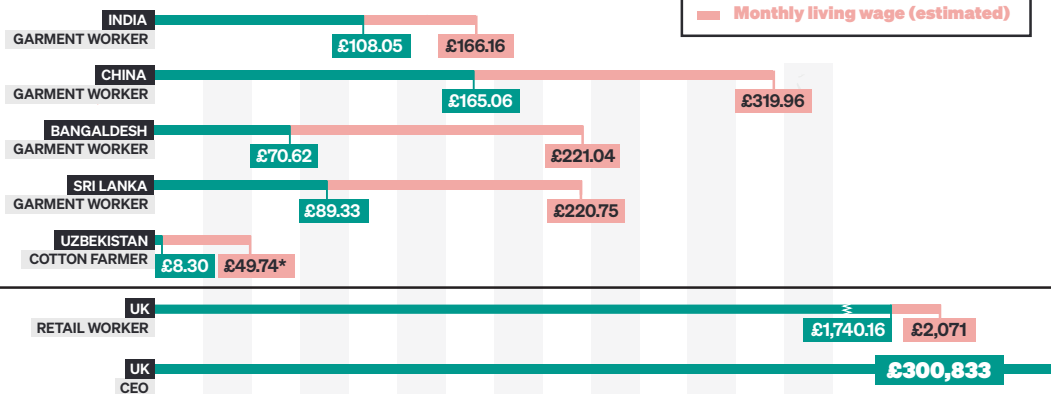 Monthly living wage (estimated)
INDIA
GARMENT WORKER
£108.05 £166.16
CHINA
GARMENT WORKER
£165.06 £319.96
BANGALDESH
GARMENT WORKER
£70.62 £221.04
SRI LANKA
GARMENT WORKER
£89.33 £220.75
UZBEKISTAN
COTTON FARMER
£8.30 £49.74*
UK
RETAIL WORKER
£1,740.16 £2,071
UK
CEO
£300,833